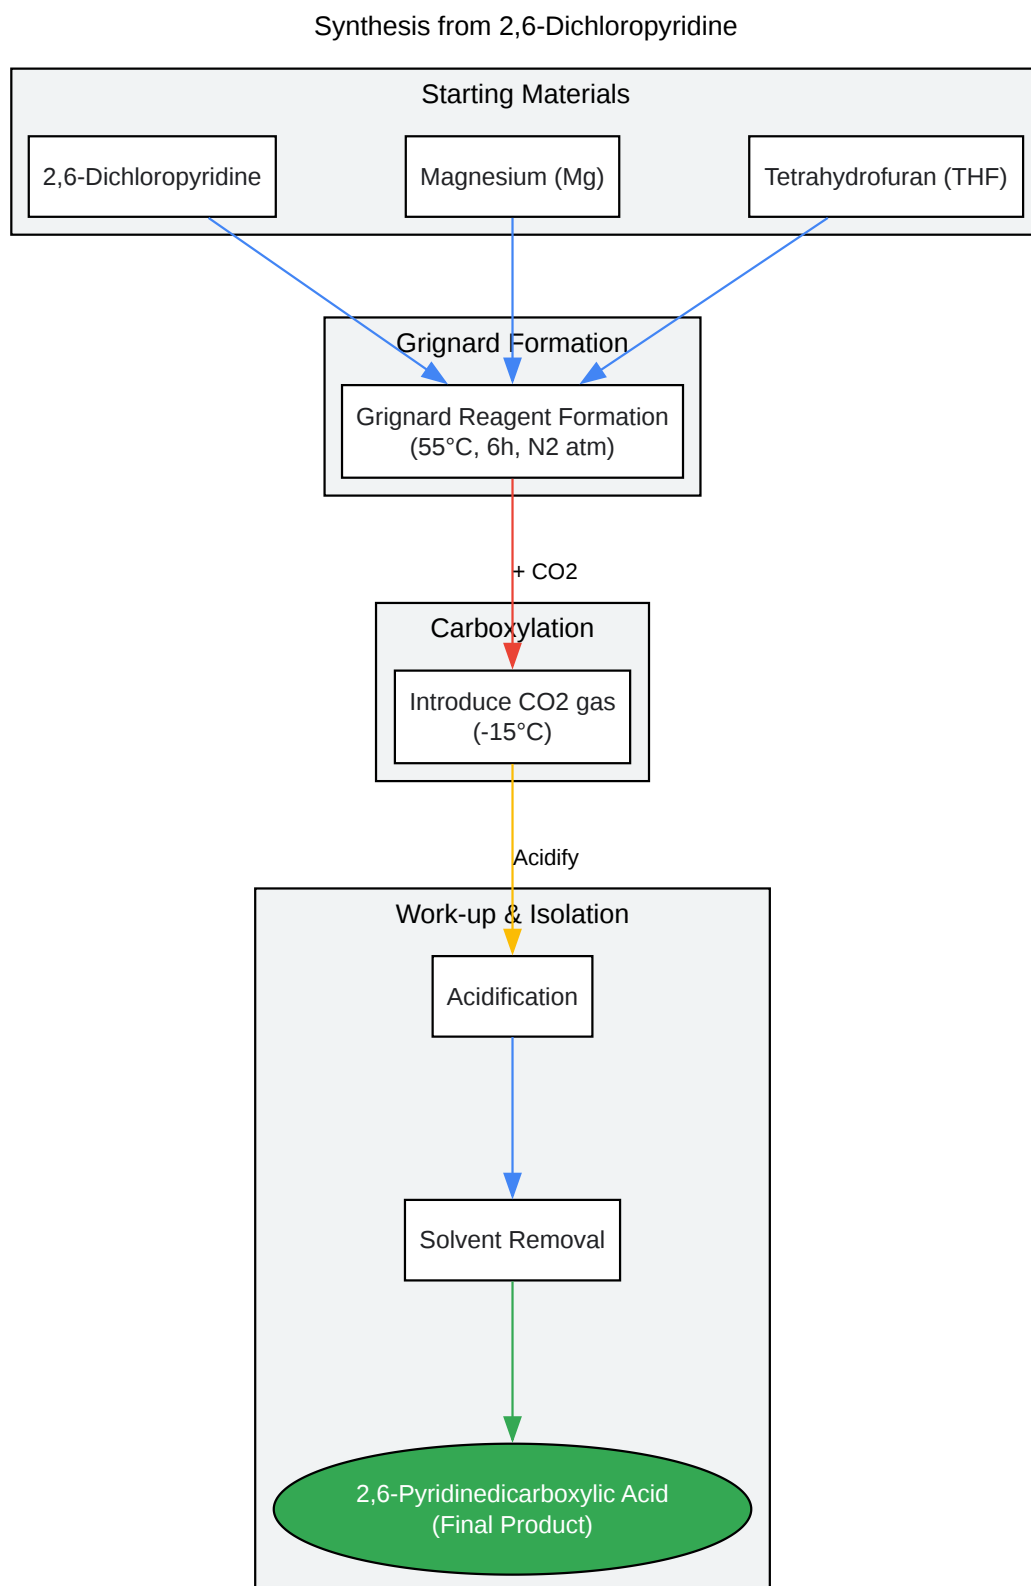 Synthesis from 2,6-Dichloropyridine
Starting Materials
2,6-Dichloropyridine
Magnesium (Mg)
Tetrahydrofuran (THF)
Grignard Formation
Grignard Reagent Formation
(55°C, 6h, N2 atm)
+ CO2
Carboxylation
Introduce CO2 gas
(-15°C)
Acidify
Work-up & Isolation
Acidification
Solvent Removal
2,6-Pyridinedicarboxylic Acid
(Final Product)